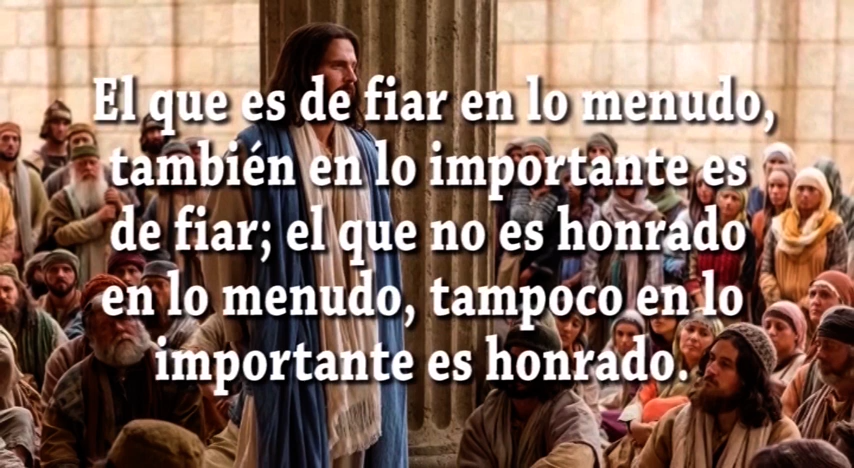 El que es de fiar en lo menudo,
también en lo importante es
de fiar; el que no es honrado
en lo menudo, tampoco en lo
importante es honrado.